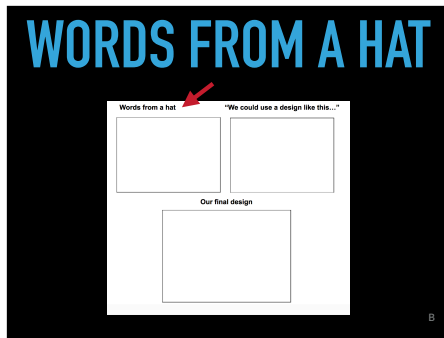 WORDS FROM A HAT
Words from a hat
"We could use a design like this..."
Our final design
B